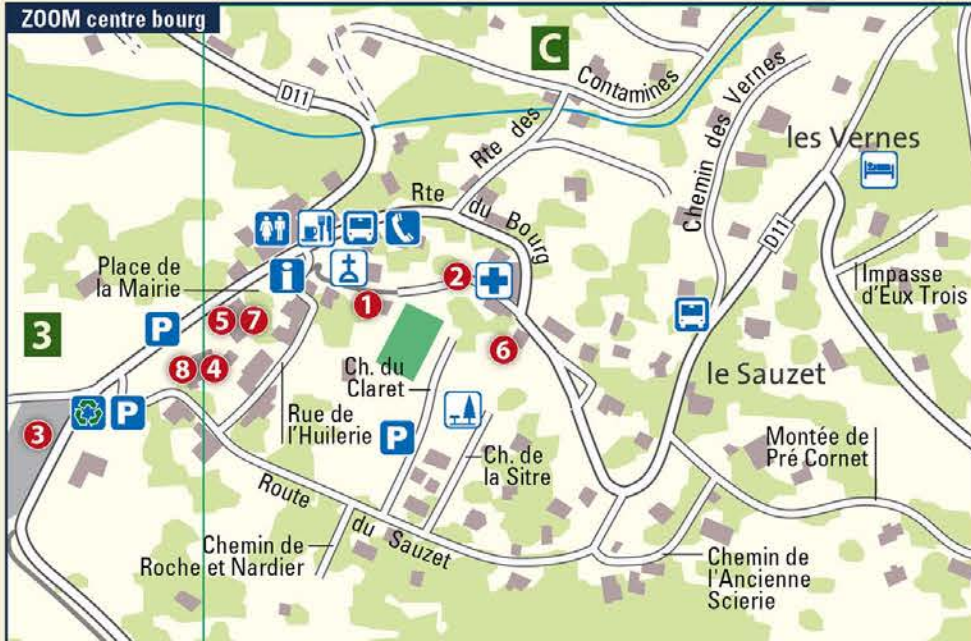 ZOOM centre bourg
C
D11
Contamines
Rte des
Chemin des Vernes
les Vernes
Rte
du Bourg
D11
Place de
la Mairie
i
Impasse
d'Eux Trois
P
5
7
1
2
6
3
8
4
Ch. du
Claret
le Sauzet
P
3
Rue de
l'Huilerie
P
Ch. de
la Sitre
Montée de
Pré Cornet
Route
du Sauzet
Chemin de
Roche et Nardier
Chemin de
l'Ancienne
Scierie